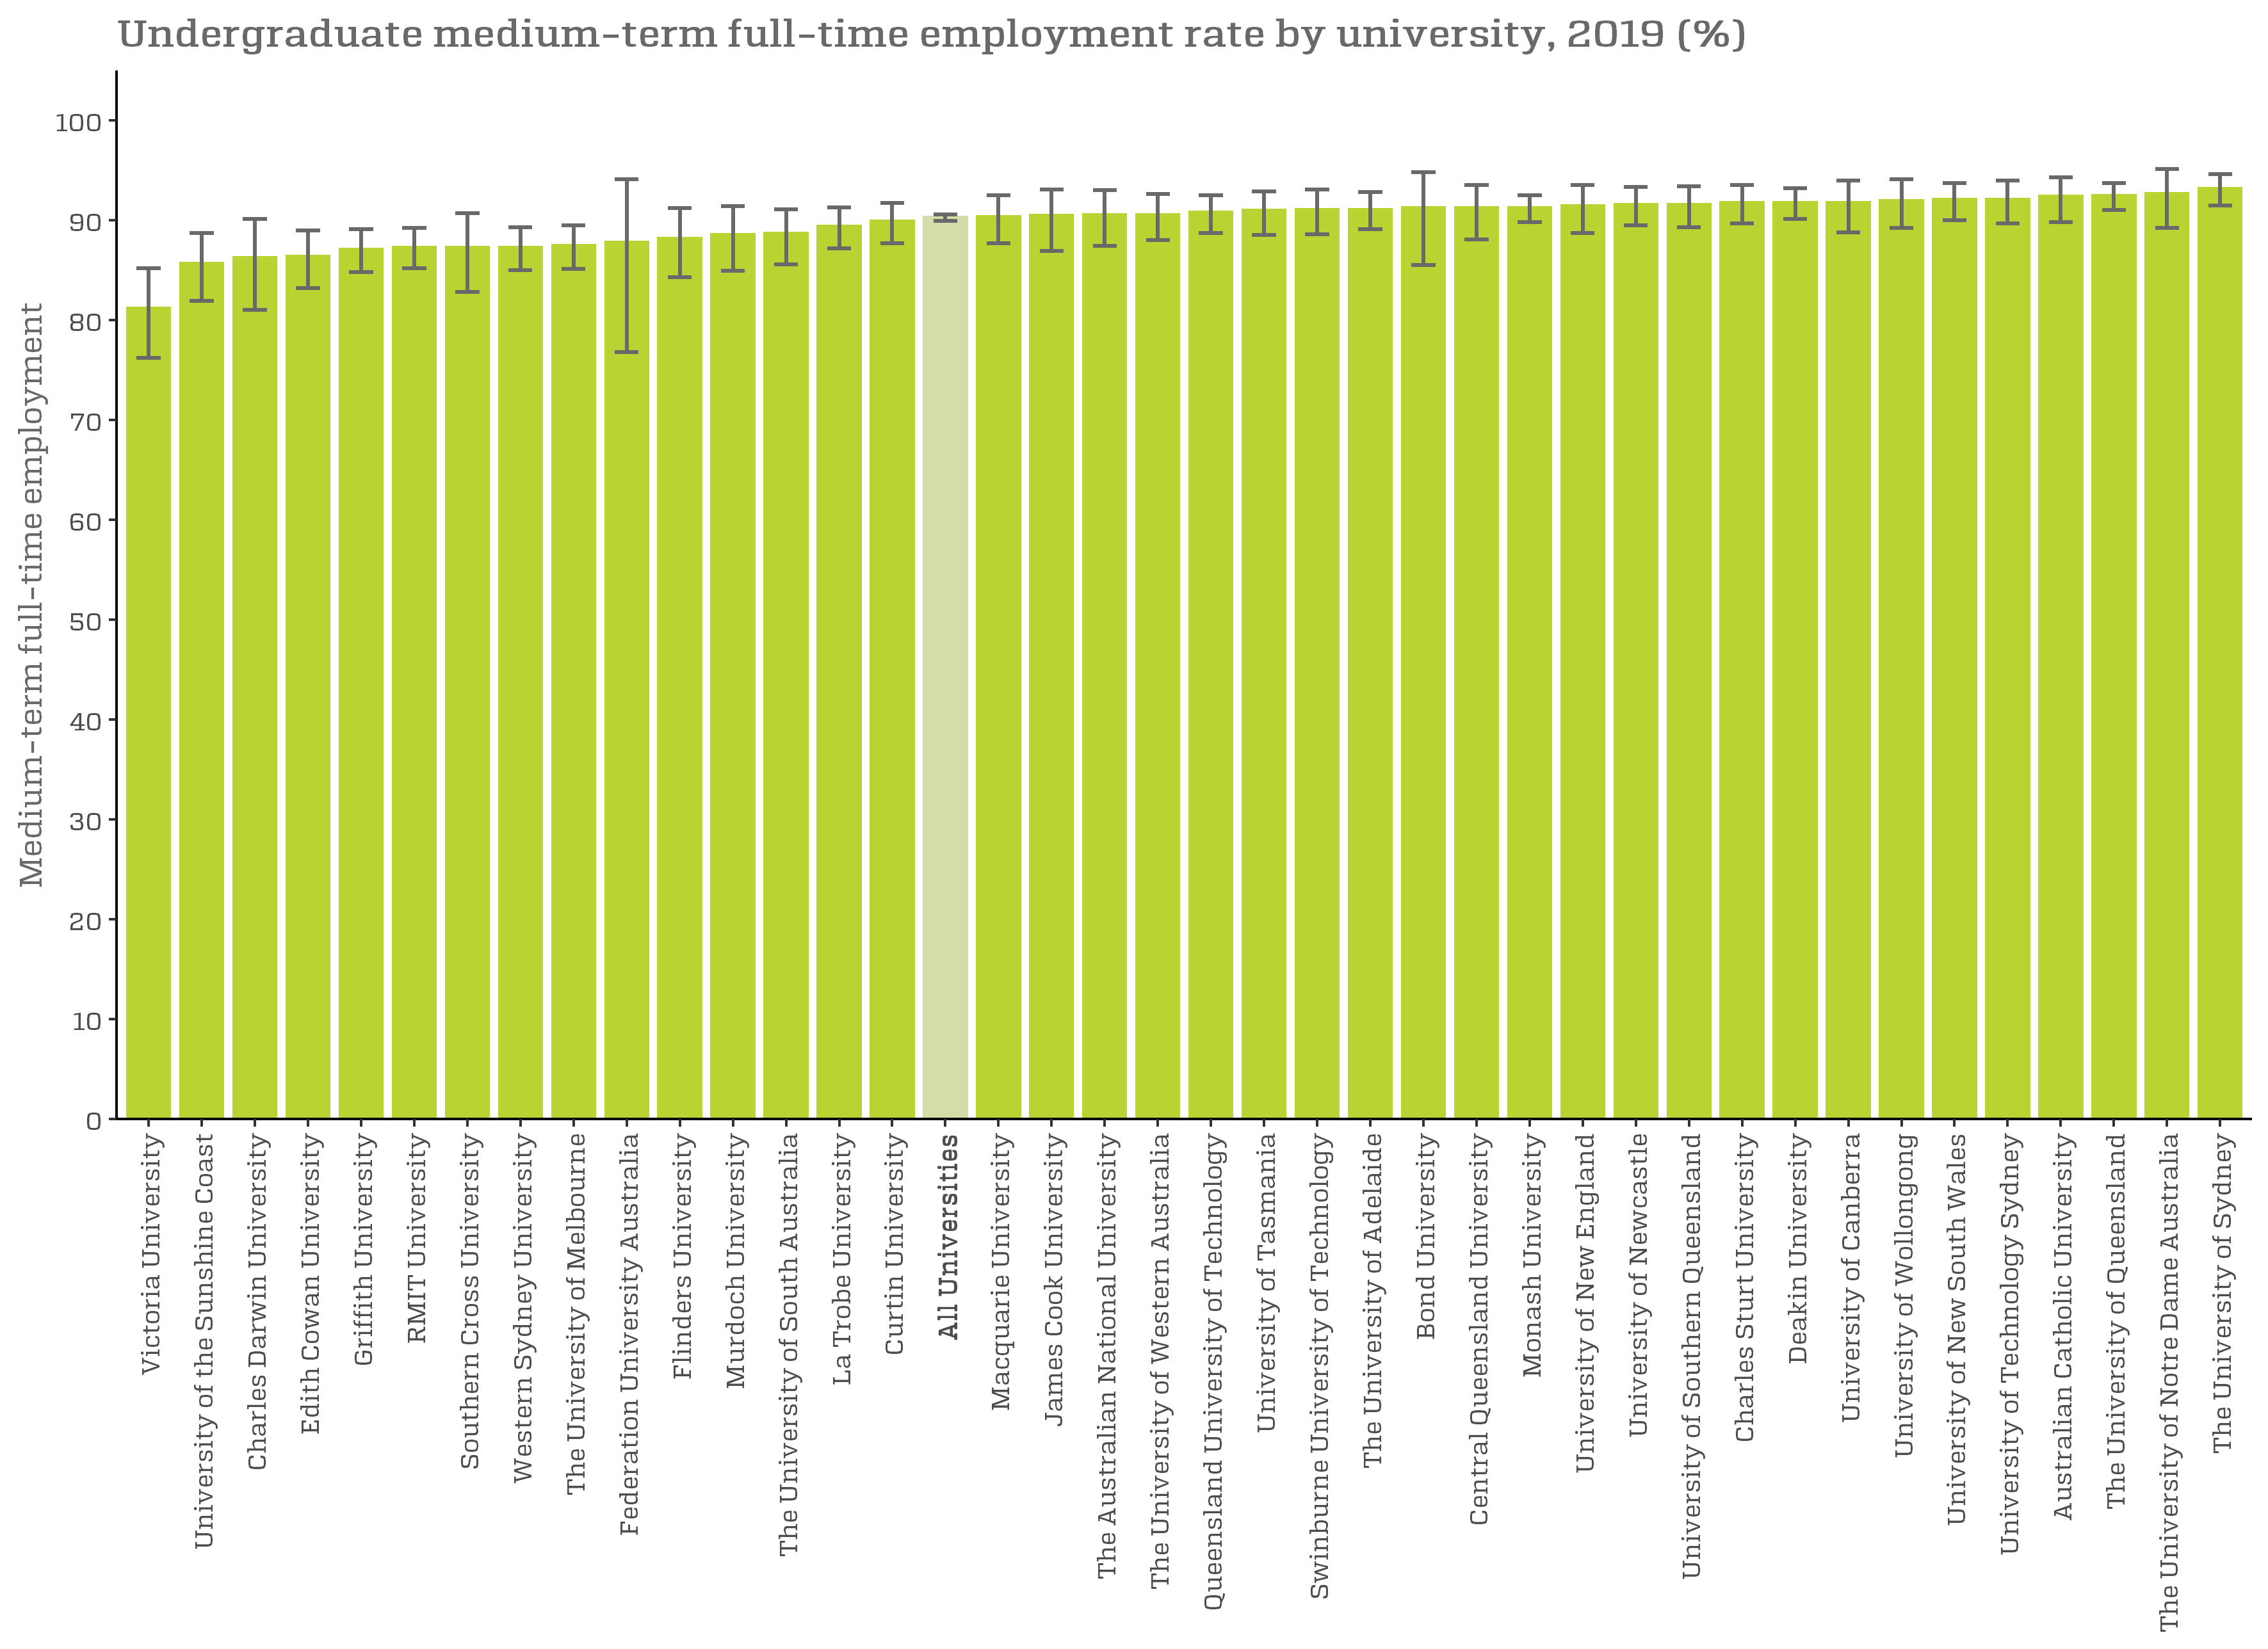 Undergraduate medium-term full-time employment rate by university, 2019 (%)
Medium-term full-time employment
100
90
80
70
60
50
40
30
20
10
0
Victoria University
University of the Sunshine Coast
Charles Darwin University
Edith Cowan University
Griffith University
RMIT University
Southern Cross University
Western Sydney University
The University of Melbourne
Federation University Australia
Flinders University
Murdoch University
The University of South Australia
La Trobe University
Curtin University
All Universities
Macquarie University
James Cook University
The Australian National University
The University of Western Australia
Queensland University of Technology
University of Tasmania
Swinburne University of Technology
The University of Adelaide
Bond University
Central Queensland University
Monash University
University of New England
University of Newcastle
University of Southern Queensland
Charles Sturt University
Deakin University
University of Canberra
University of Wollongong
University of New South Wales
University of Technology Sydney
Australian Catholic University
The University of Queensland
The University of Notre Dame Australia
The University of Sydney